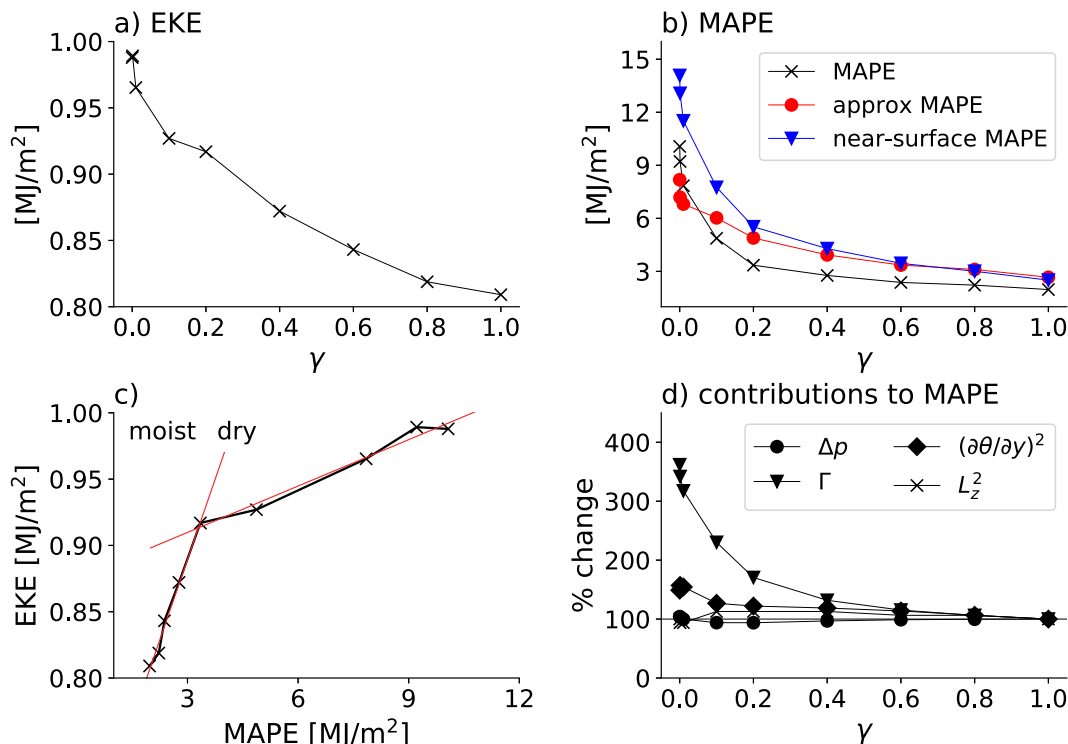 a) EKE
1.00
0.95
0.90
0.85
0.80
[MJ/m²]
0.0 0.2 0.4 0.6 0.8 1.0
γ
b) MAPE
15
12
9
6
3
[MJ/m²]
MAPE
approx MAPE
near-surface MAPE
0.0 0.2 0.4 0.6 0.8 1.0
γ
c)
moist dry
1.00
0.95
0.90
0.85
0.80
EKE [MJ/m²]
3 6 9 12
MAPE [MJ/m²]
d) contributions to MAPE
400
300
200
100
0
% change
Δp
Γ
(∂θ/∂y)²
L_z²
0.0 0.2 0.4 0.6 0.8 1.0
γ